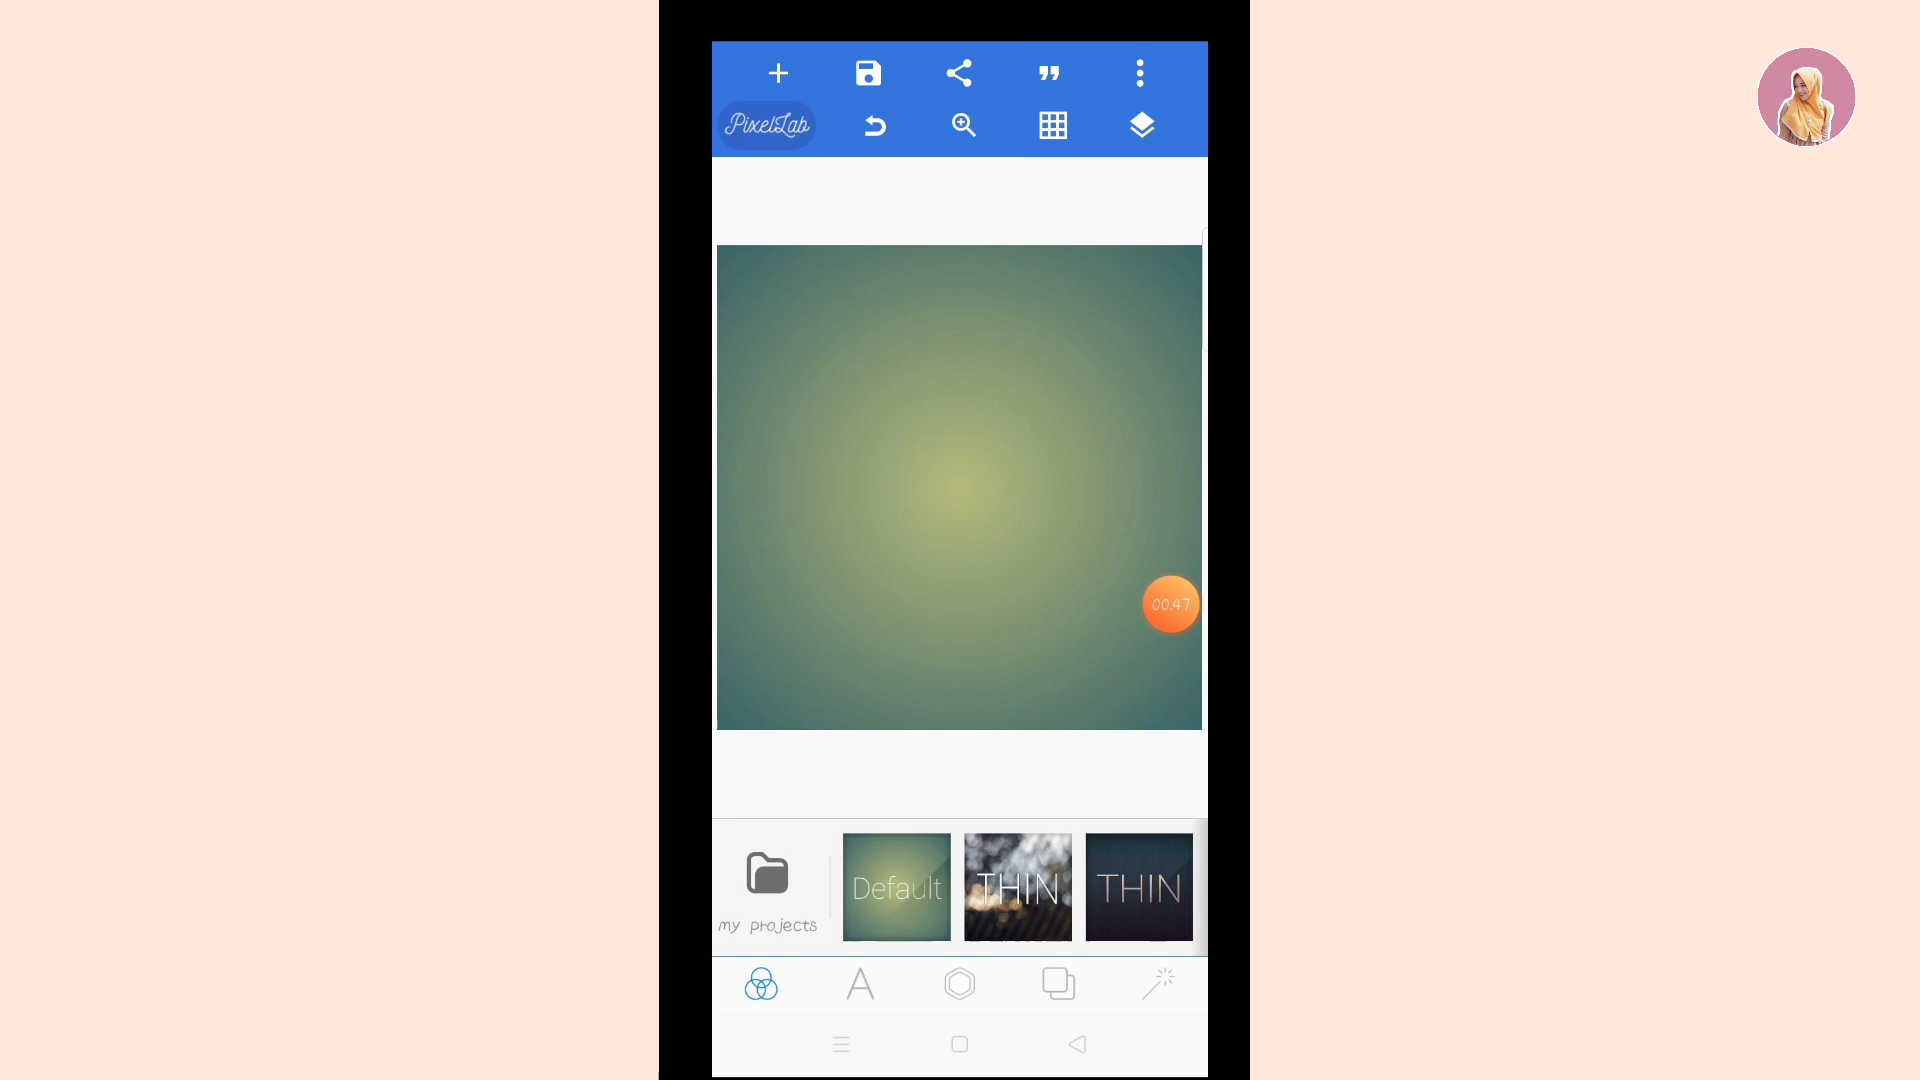 PixelLab
00.47
my projects
Default
THIN
THIN